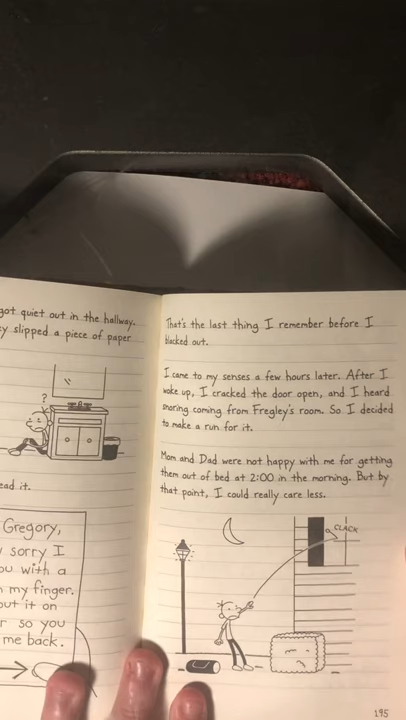 got quiet out in the hallway.
slipped a piece of paper
?
ead it.
Gregory,
sorry I
ou with a
my finger.
out it on
r so you
me back.
That's the last thing I remember before I
blacked out.
I came to my senses a few hours later. After I
woke up, I cracked the door open, and I heard
snoring coming from Fregley's room. So I decided
to make a run for it.
Mom and Dad were not happy with me for getting
them out of bed at 2:00 in the morning. But by
that point, I could really care less.
CLACK
195